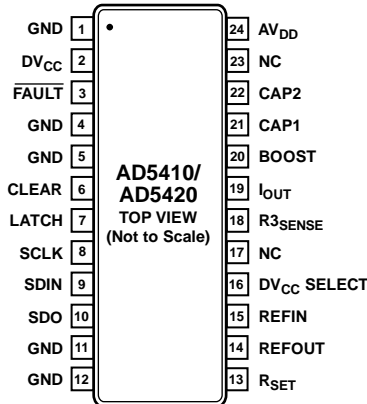 GND 1
DVCC 2
FAULT 3
GND 4
GND 5
CLEAR 6
LATCH 7
SCLK 8
SDIN 9
SDO 10
GND 11
GND 12
AD5410/
AD5420
TOP VIEW
(Not to Scale)
24 AVDD
23 NC
22 CAP2
21 CAP1
20 BOOST
19 IOUT
18 R3SENSE
17 NC
16 DVCC SELECT
15 REFIN
14 REFOUT
13 RSET